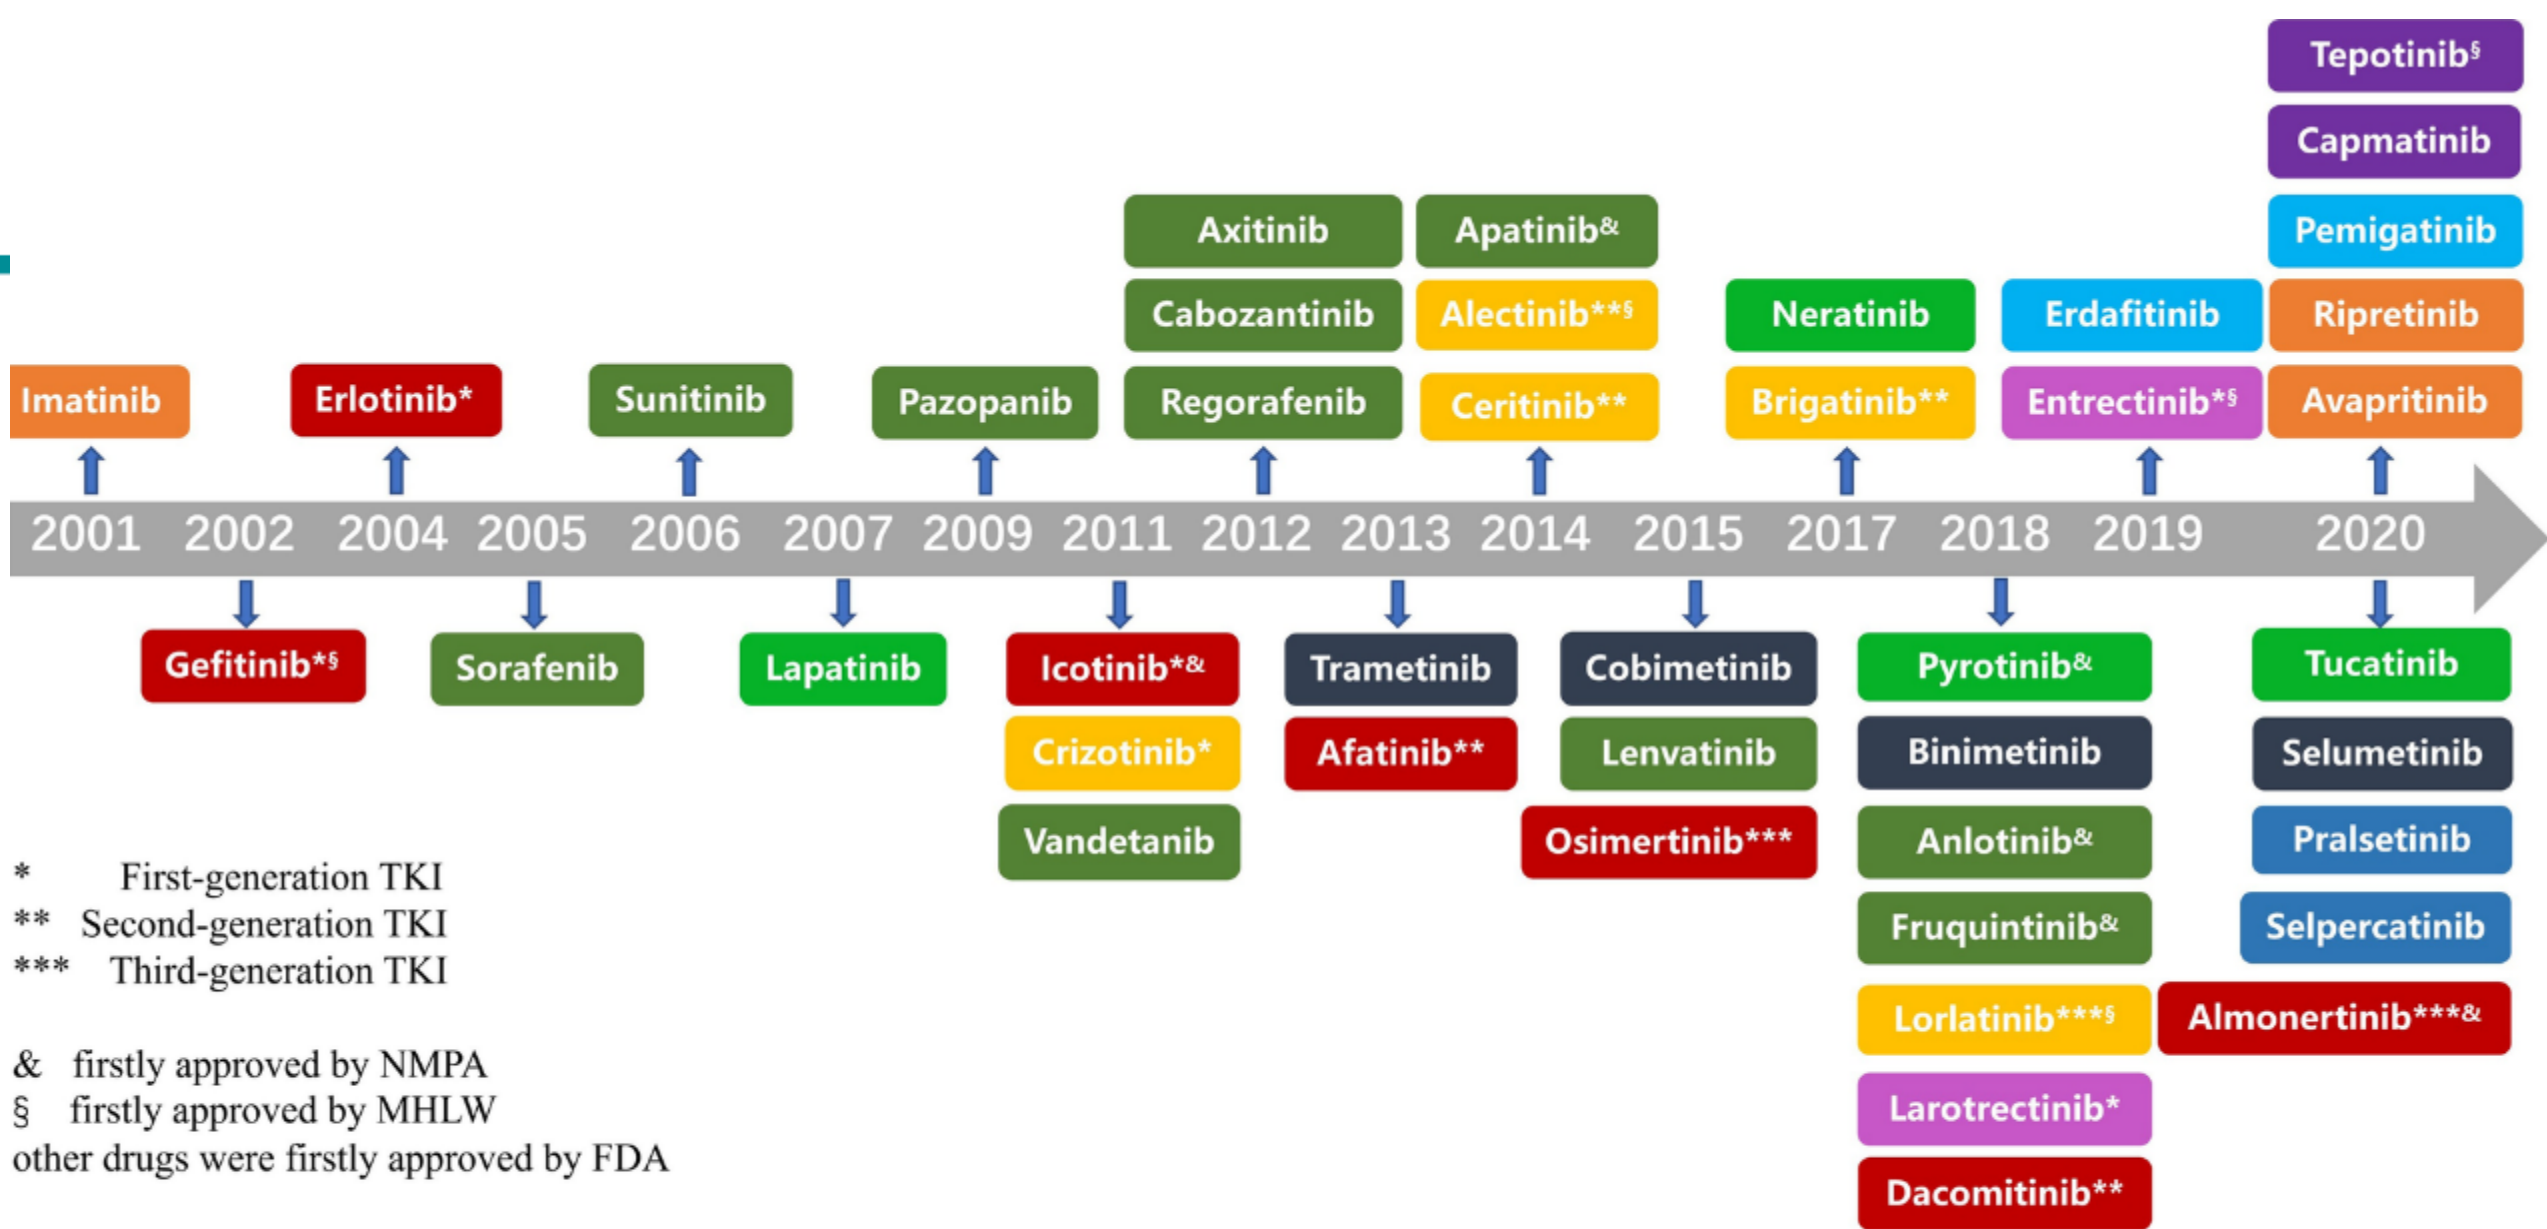 Tepotinib§
Capmatinib
Axitinib Apatinib& Pemigatinib
Cabozantinib Alectinib**§ Neratinib Erdafitinib Ripretinib
Imatinib Erlotinib* Sunitinib Pazopanib Regorafenib Ceritinib** Brigatinib** Entrectinib*§ Avapritinib
2001 2002 2004 2005 2006 2007 2009 2011 2012 2013 2014 2015 2017 2018 2019 2020
Gefitinib*§ Sorafenib Lapatinib Icotinib*& Trametinib Cobimetinib Pyrotinib& Tucatinib
Crizotinib* Afatinib** Lenvatinib Binimetinib Selumetinib
Vandetanib Osimertinib*** Anlotinib& Pralsetinib
Fruquintinib& Selpercatinib
Lorlatinib***§ Almonertinib***&
Larotrectinib*
Dacomitinib**
* First-generation TKI
** Second-generation TKI
*** Third-generation TKI
& firstly approved by NMPA
§ firstly approved by MHLW
other drugs were firstly approved by FDA